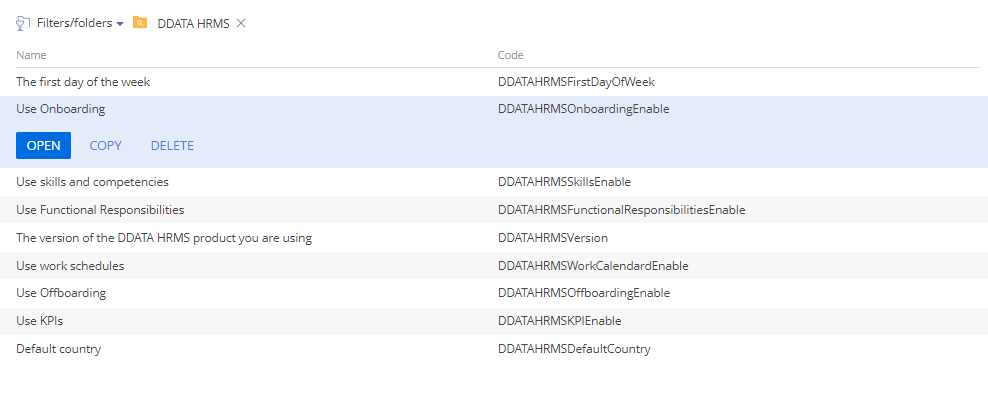 Filters/folders DDATA HRMS
Name Code
The first day of the week DDATAHRMSFirstDayOfWeek
Use Onboarding DDATAHRMSOnboardingEnable
OPEN COPY DELETE
Use skills and competencies DDATAHRMSSkillsEnable
Use Functional Responsibilities DDATAHRMSFunctionalResponsibilitiesEnable
The version of the DDATA HRMS product you are using DDATAHRMSVersion
Use work schedules DDATAHRMSWorkCalendardEnable
Use Offboarding DDATAHRMSOffboardingEnable
Use KPIs DDATAHRMSKPIEnable
Default country DDATAHRMSDefaultCountry